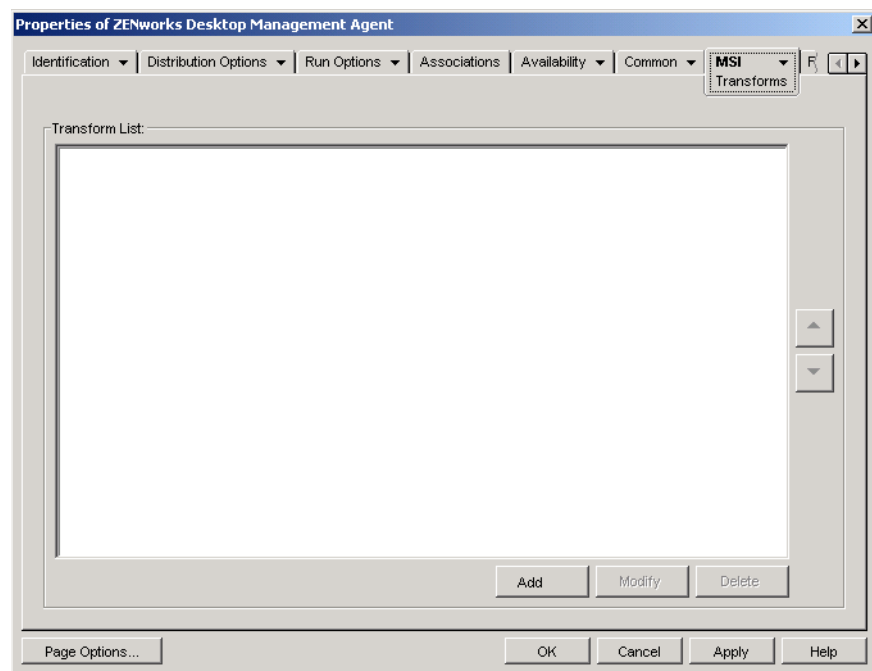 Properties of ZENworks Desktop Management Agent
Identification Distribution Options Run Options Associations Availability Common MSI F
Transforms
Transform List:
Add Modify Delete
Page Options... OK Cancel Apply Help